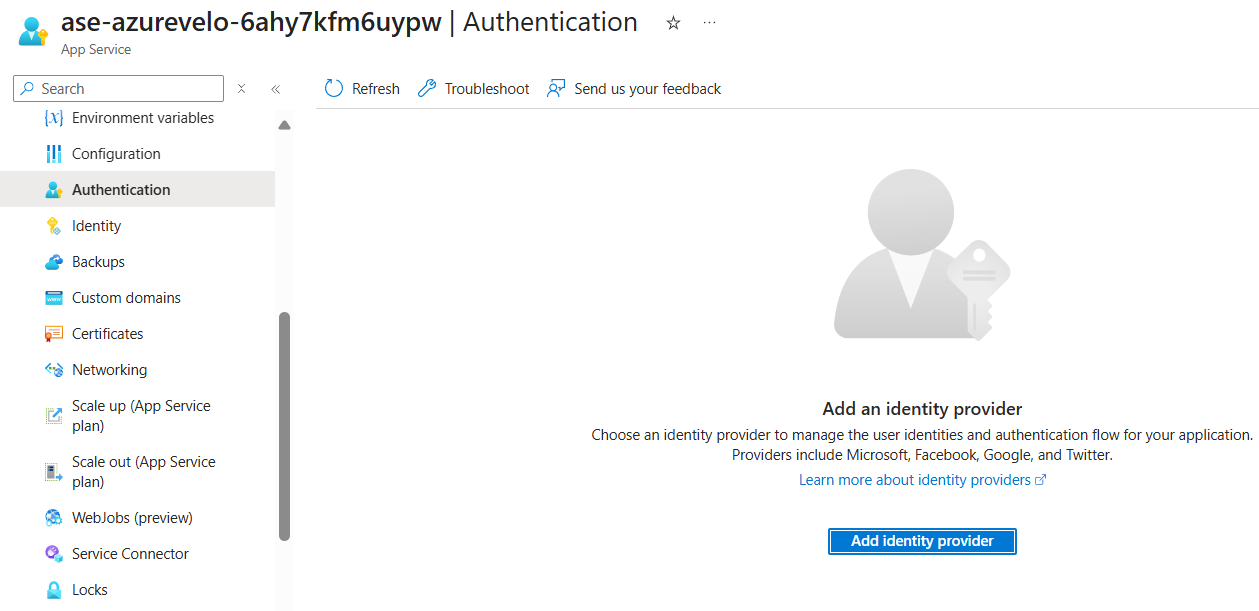 ase-azurevelo-6ahy7kfm6uypw | Authentication
App Service
Search
Refresh
Troubleshoot
Send us your feedback
Environment variables
Configuration
Authentication
Identity
Backups
Custom domains
Certificates
Networking
Scale up (App Service
plan)
Scale out (App Service
plan)
WebJobs (preview)
Service Connector
Locks
Add an identity provider
Choose an identity provider to manage the user identities and authentication flow for your application.
Providers include Microsoft, Facebook, Google, and Twitter.
Learn more about identity providers
Add identity provider